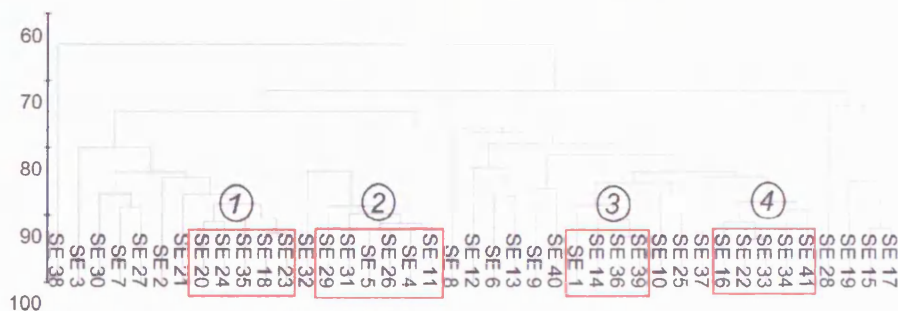 60
70
80
90
100
1
2
3
4
SE 38
SE 3
SE 30
SE 7
SE 27
SE 2
SE 21
SE 20
SE 24
SE 35
SE 18
SE 23
SE 32
SE 29
SE 31
SE 5
SE 26
SE 4
SE 11
SE 8
SE 12
SE 6
SE 13
SE 9
SE 40
SE 1
SE 14
SE 36
SE 39
SE 10
SE 25
SE 37
SE 16
SE 22
SE 33
SE 34
SE 41
SE 28
SE 19
SE 15
SE 17